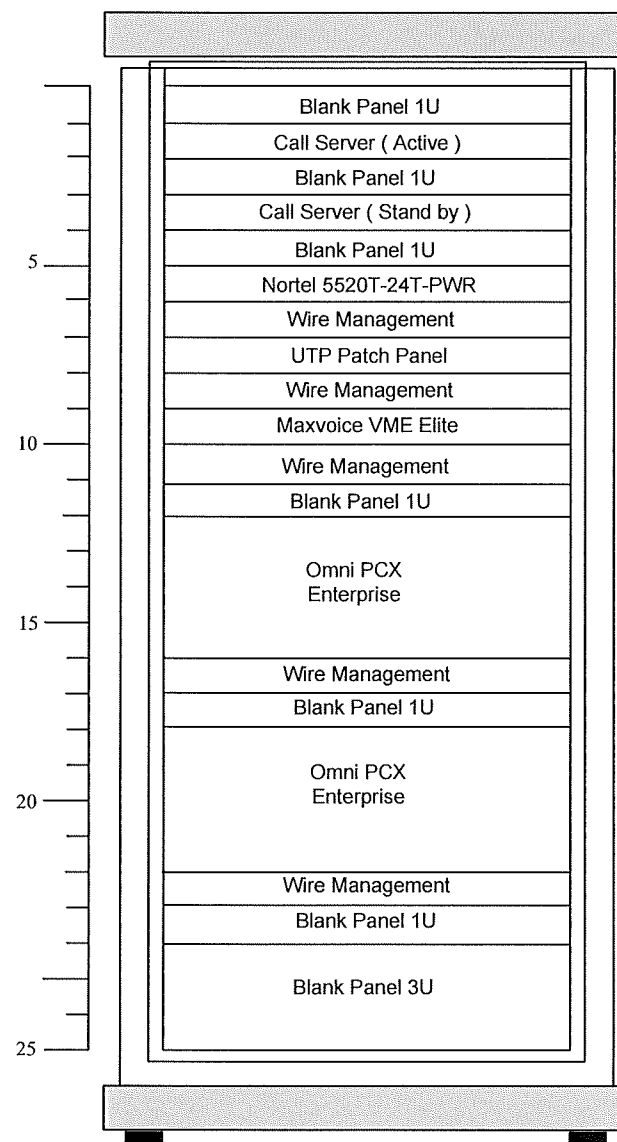 Blank Panel 1U
Call Server ( Active )
Blank Panel 1U
Call Server ( Stand by )
Blank Panel 1U
5
Nortel 5520T-24T-PWR
Wire Management
UTP Patch Panel
Wire Management
Maxvoice VME Elite
10
Wire Management
Blank Panel 1U
Omni PCX
Enterprise
15
Wire Management
Blank Panel 1U
Omni PCX
Enterprise
20
Wire Management
Blank Panel 1U
Blank Panel 3U
25